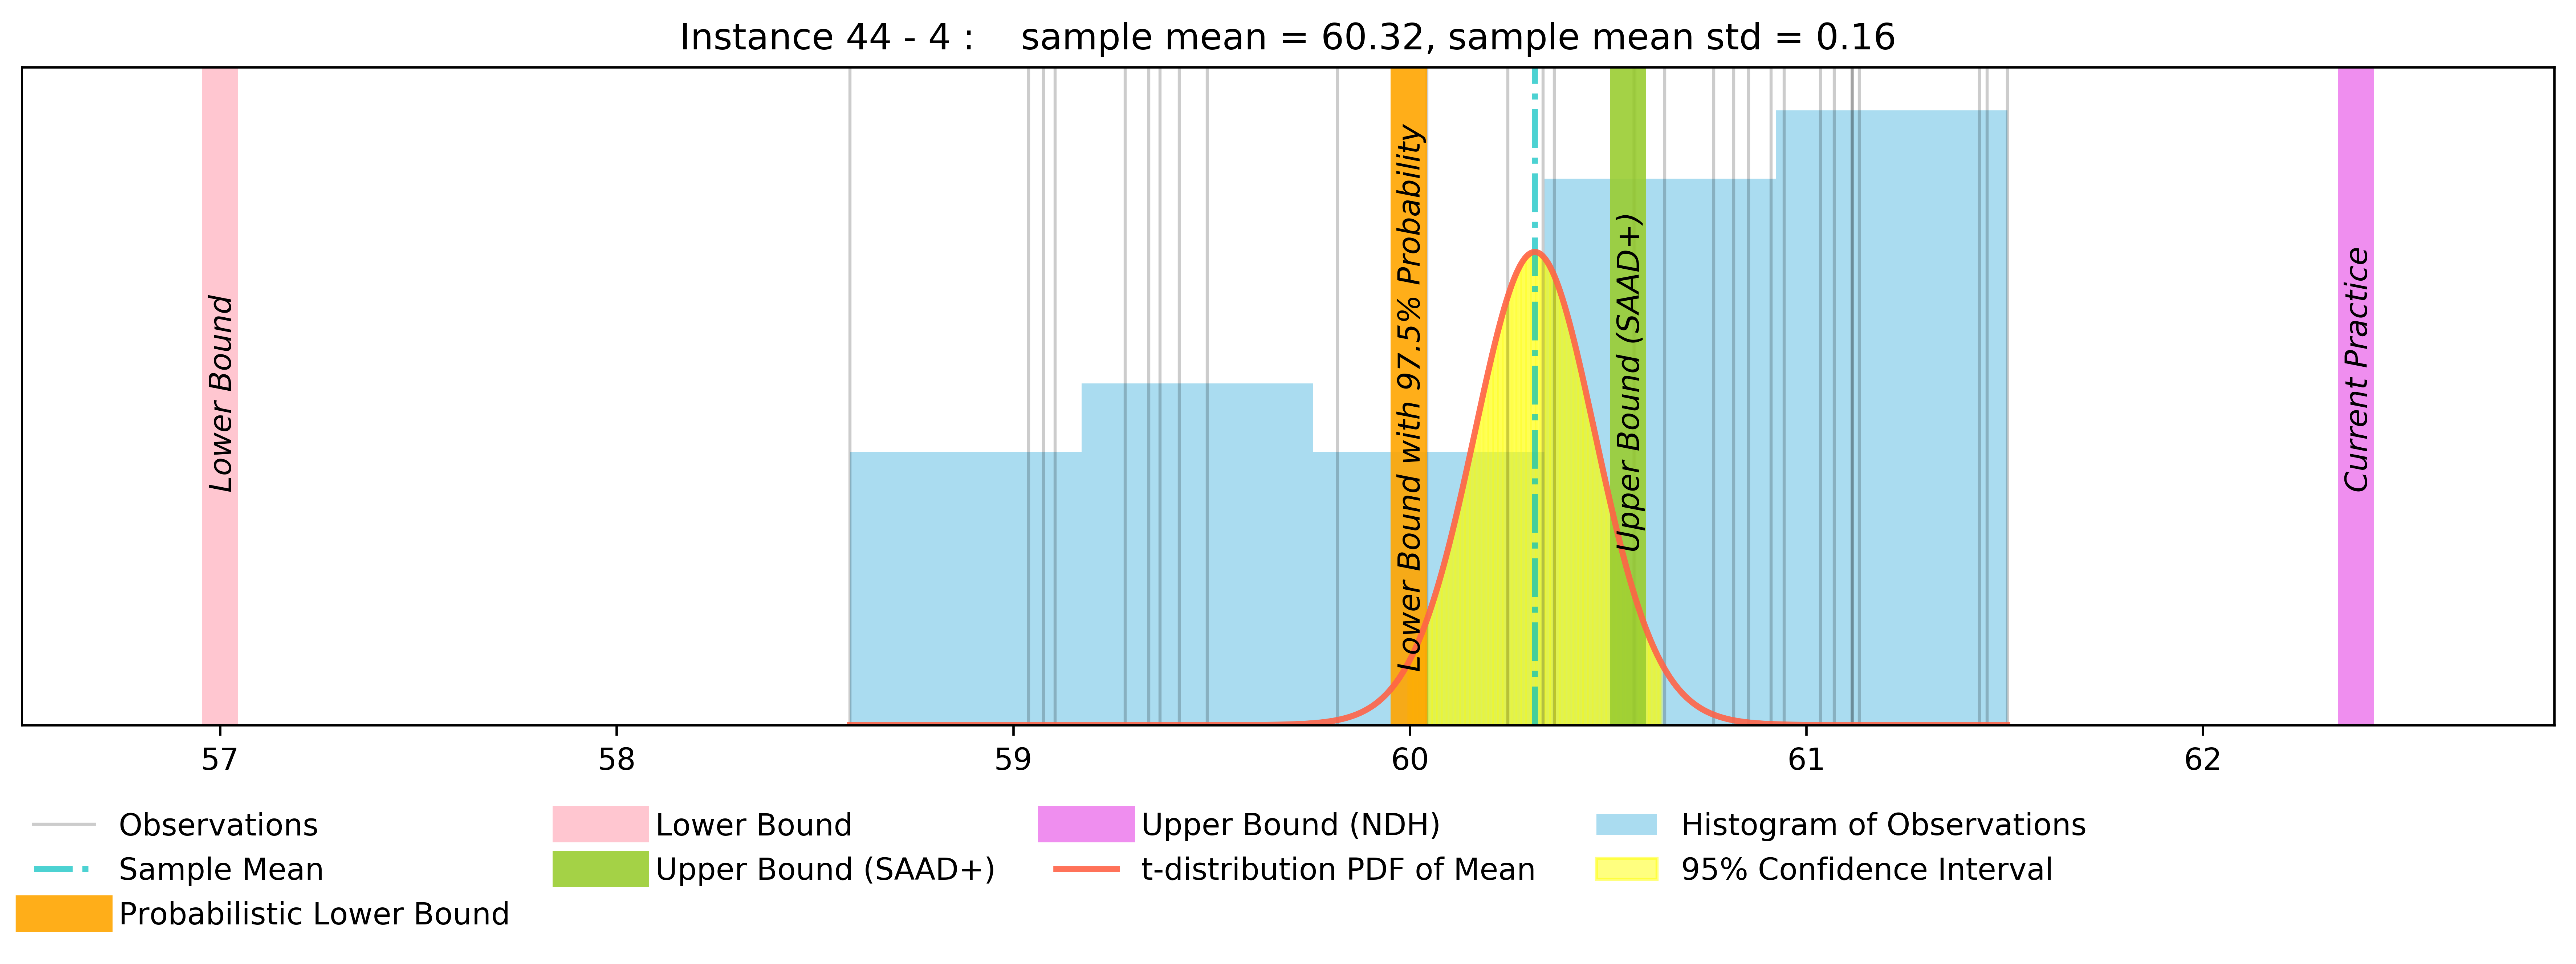 Instance 44 - 4 :    sample mean = 60.32, sample mean std = 0.16
Lower Bound
Lower Bound with 97.5% Probability
Upper Bound (SAAD+)
Current Practice
57 58 59 60 61 62
Observations
Sample Mean
Probabilistic Lower Bound
Lower Bound
Upper Bound (SAAD+)
Upper Bound (NDH)
t-distribution PDF of Mean
Histogram of Observations
95% Confidence Interval